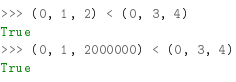 >>> (0, 1, 2) < (0, 3, 4)
True
>>> (0, 1, 2000000) < (0, 3, 4)
True